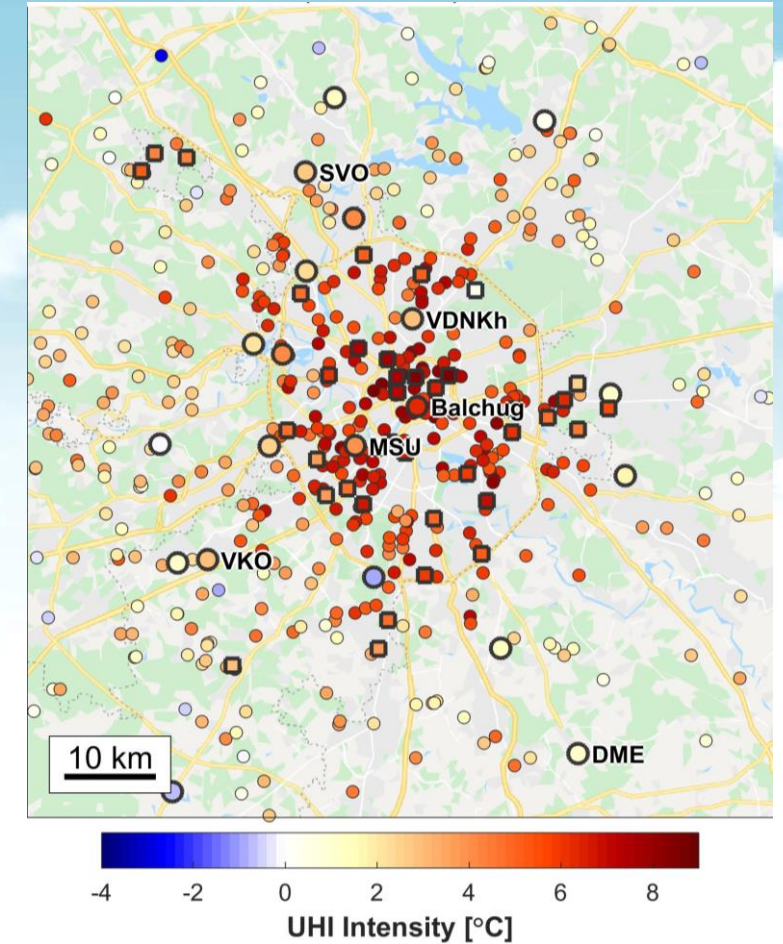 SVO
VDNKh
Balchug
MSU
VKO
10 km
DME
-4 -2 0 2 4 6 8
UHI Intensity [°C]